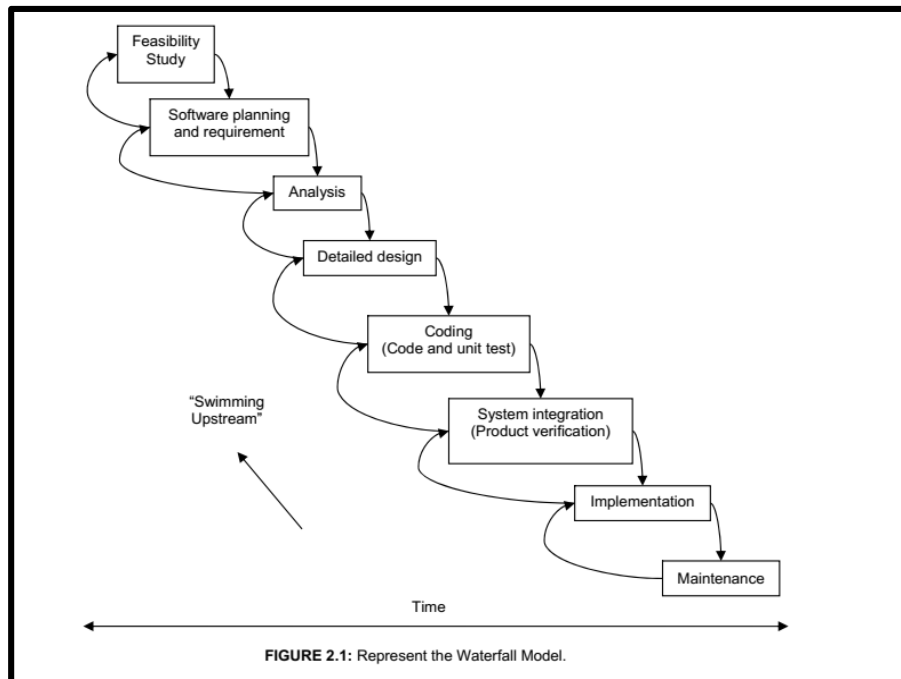 Feasibility
Study
Software planning
and requirement
Analysis
Detailed design
Coding
(Code and unit test)
“Swimming
Upstream”
System integration
(Product verification)
Implementation
Maintenance
Time
FIGURE 2.1: Represent the Waterfall Model.